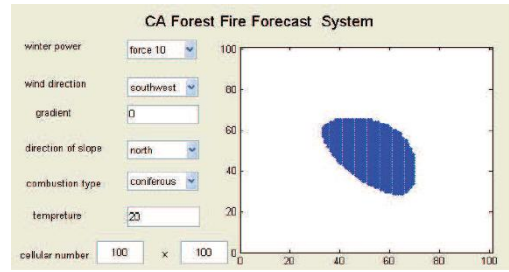 CA Forest Fire Forecast System
winter power force 10
wind direction southwest
gradient 0
direction of slope north
combustion type coniferous
tempreture 20
cellular number 100 x 100
100
80
60
40
20
0
0 20 40 60 80 100